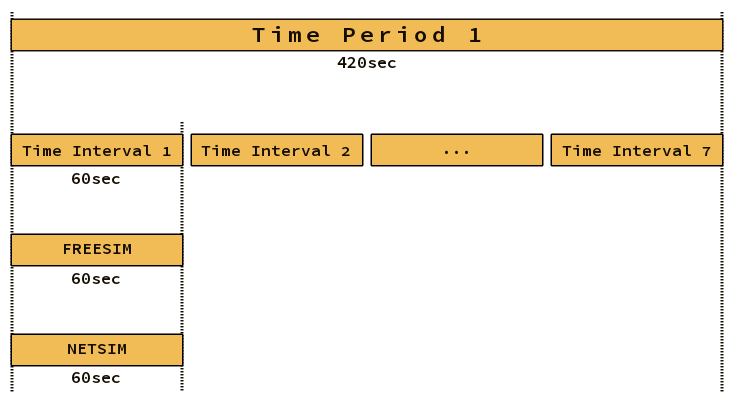 Time Period 1
420sec
Time Interval 1 Time Interval 2 ... Time Interval 7
60sec
FREESIM
60sec
NETSIM
60sec